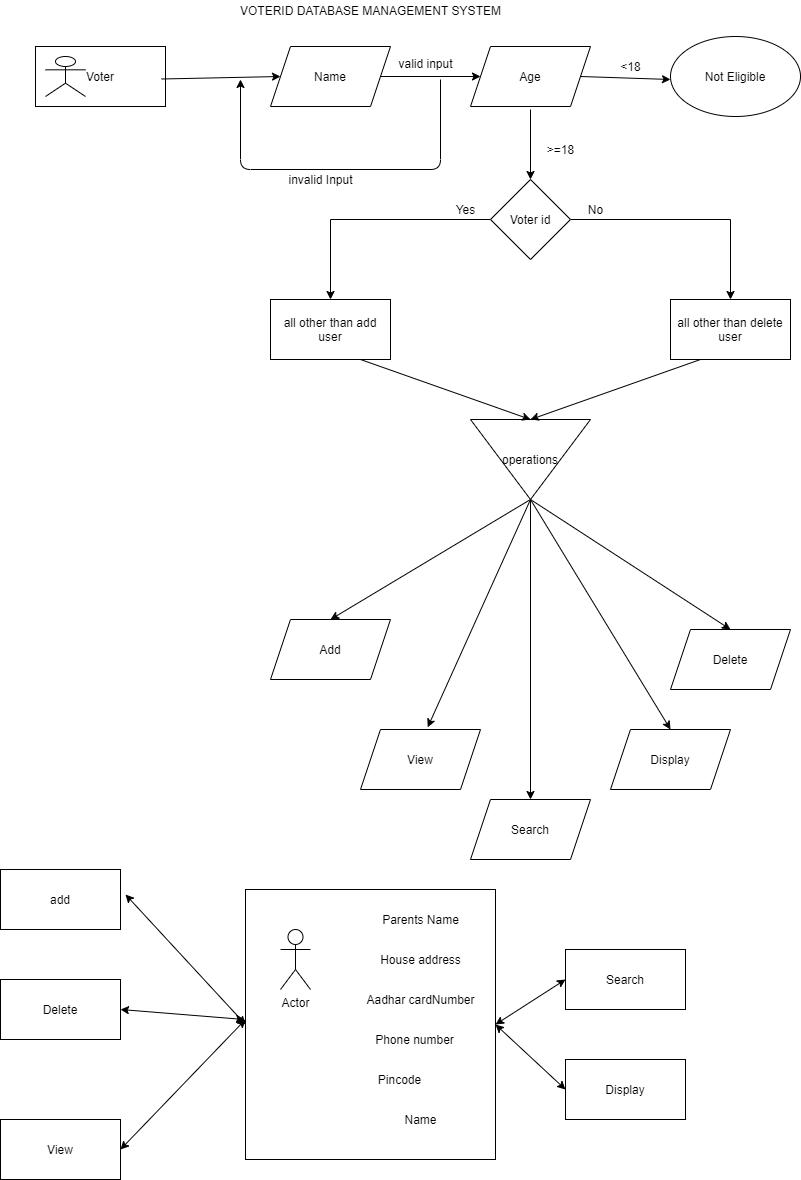 VOTERID DATABASE MANAGEMENT SYSTEM
Voter
Name
valid input
Age
<18
Not Eligible
invalid Input
>=18
Yes
Voter id
No
all other than add
user
all other than delete
user
operations
Add
Delete
View
Display
Search
add
Delete
View
Actor
Parents Name
House address
Aadhar cardNumber
Phone number
Pincode
Name
Search
Display